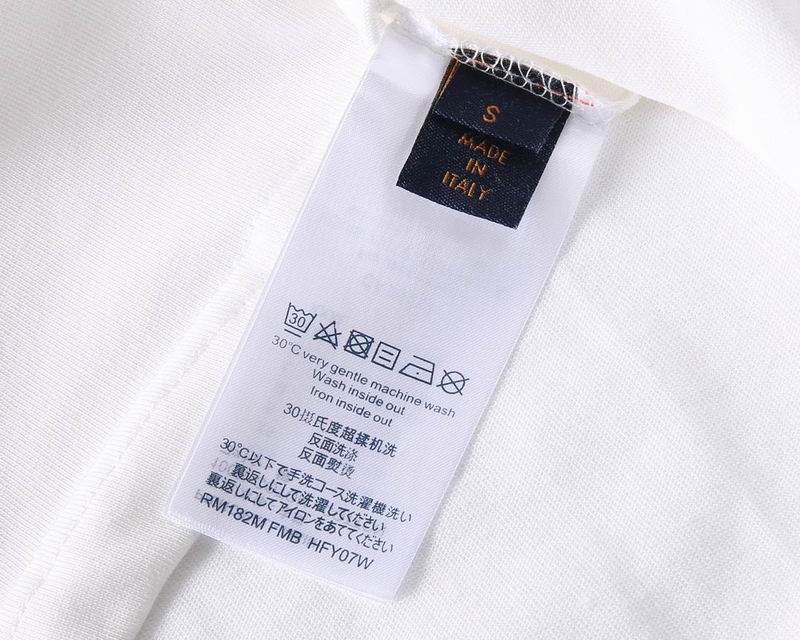 S
MADE
IN
ITALY
30
30°C very gentle machine wash
Wash inside out
Iron inside out
30摄氏度超揉机洗
反面洗涤
反面熨烫
30℃以下で手洗コース洗濯機洗い
裏返しにして洗濯してください
裏返しにしてアイロンをあててください
RM182M FMB HFY07W